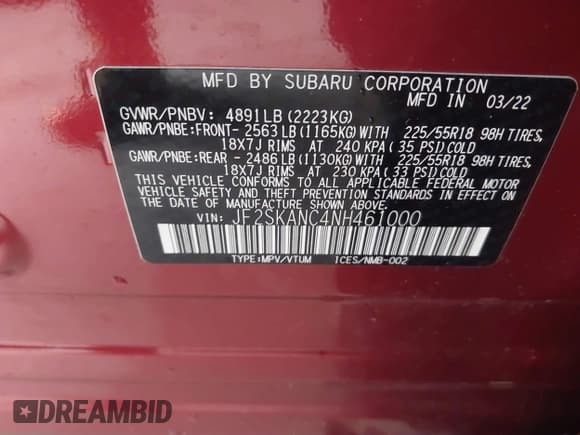 MFD BY SUBARU CORPORATION
MFD IN 03/22
GVWR/PNBV: 4891LB(2223KG)
GAWR/PNBE:FRONT- 2563LB(1165KG)WITH 225/55R18 98H TIRES,
18X7J RIMS AT 240 KPA(35 PSI)COLD
GAWR/PNBE:REAR - 2486LB(1130KG)WITH 225/55R18 98H TIRES,
18X7J RIMS AT 230 KPA(33 PSI)COLD
THIS VEHICLE CONFORMS TO ALL APPLICABLE FEDERAL MOTOR
VEHICLE SAFETY AND THEFT PREVENTION STANDARDS IN EFFECT ON
THE DATE OF MANUFACTURE SHOWN ABOVE.
VIN: JF2SKANC4NH461000
TYPE:MPV/VTUM ICES/NMB-002
DREAMBID